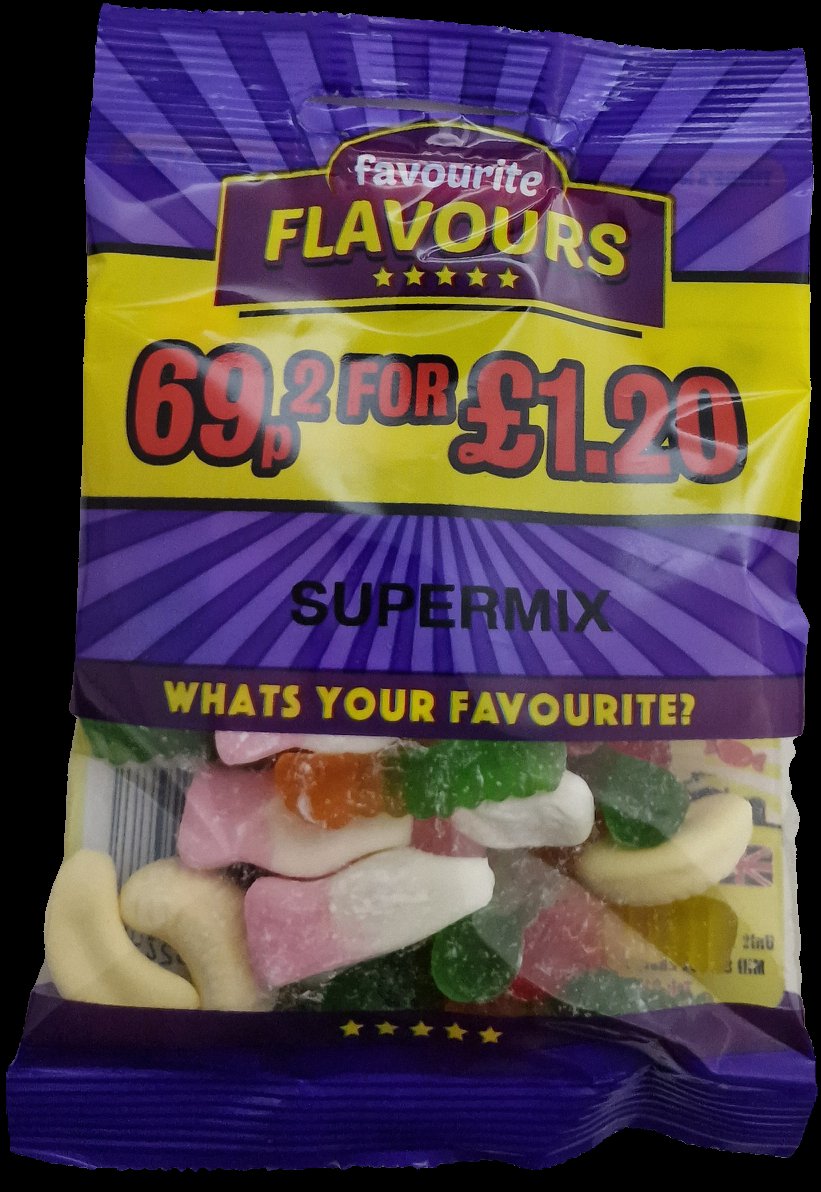 favourite
FLAVOURS
69p 2 FOR £1.20
SUPERMIX
WHATS YOUR FAVOURITE?